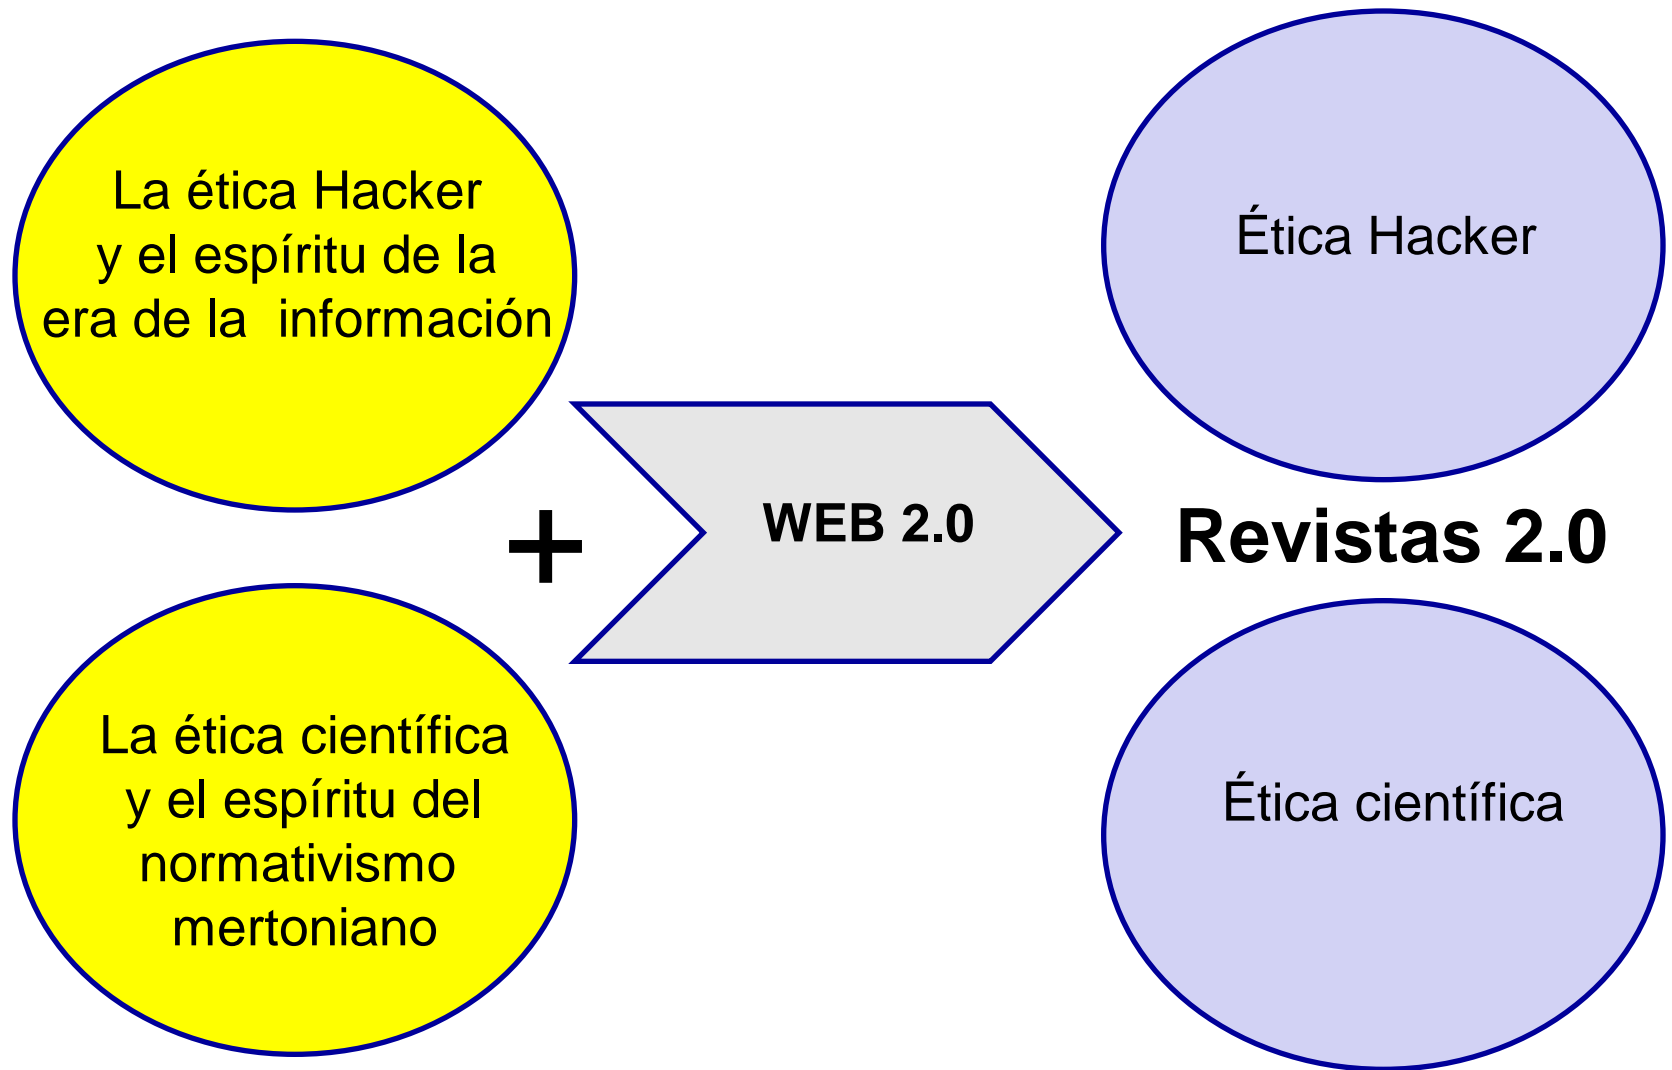 La ética Hacker
y el espíritu de la
era de la  información
+
La ética científica
y el espíritu del
normativismo
mertoniano
WEB 2.0
Ética Hacker
Revistas 2.0
Ética científica